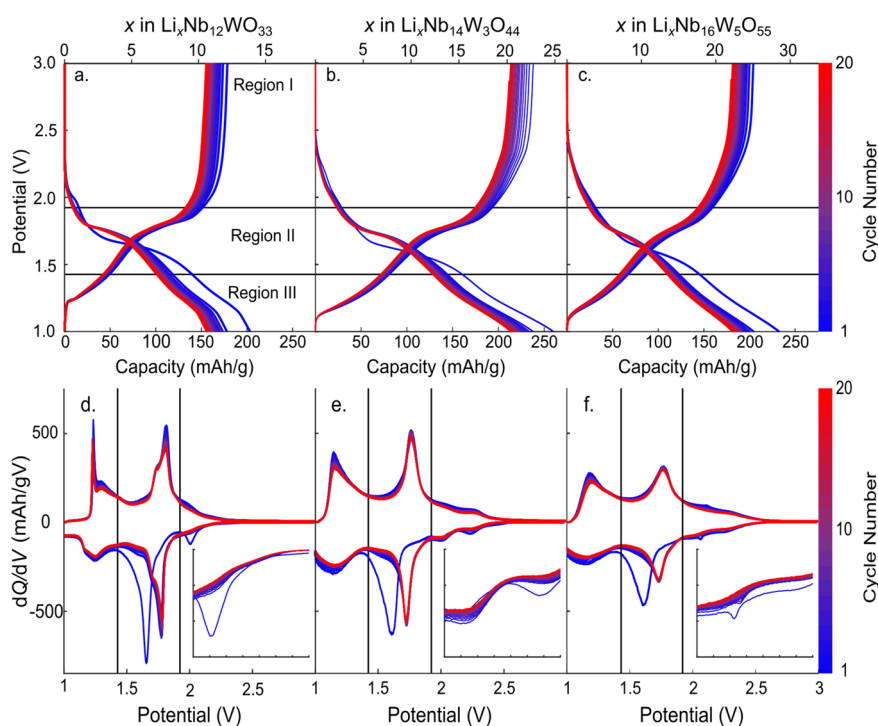 x in LiₓNb₁₂WO₃₃ x in LiₓNb₁₄W₃O₄₄ x in LiₓNb₁₆W₅O₅₅
0 5 10 15 0 5 10 15 20 25 0 10 20 30
3.0 2.5 2.0 1.5 1.0
Potential (V)
a. Region I
Region II
Region III
b.
c.
20 10 1
Cycle Number
0 50 100 150 200 250 0 50 100 150 200 250 0 50 100 150 200 250
Capacity (mAh/g) Capacity (mAh/g) Capacity (mAh/g)
500 0 -500
dQ/dV (mAh/gV)
d.
e.
f.
20 10 1
Cycle Number
1 1.5 2 2.5 1 1.5 2 2.5 1 1.5 2 2.5 3
Potential (V) Potential (V) Potential (V)